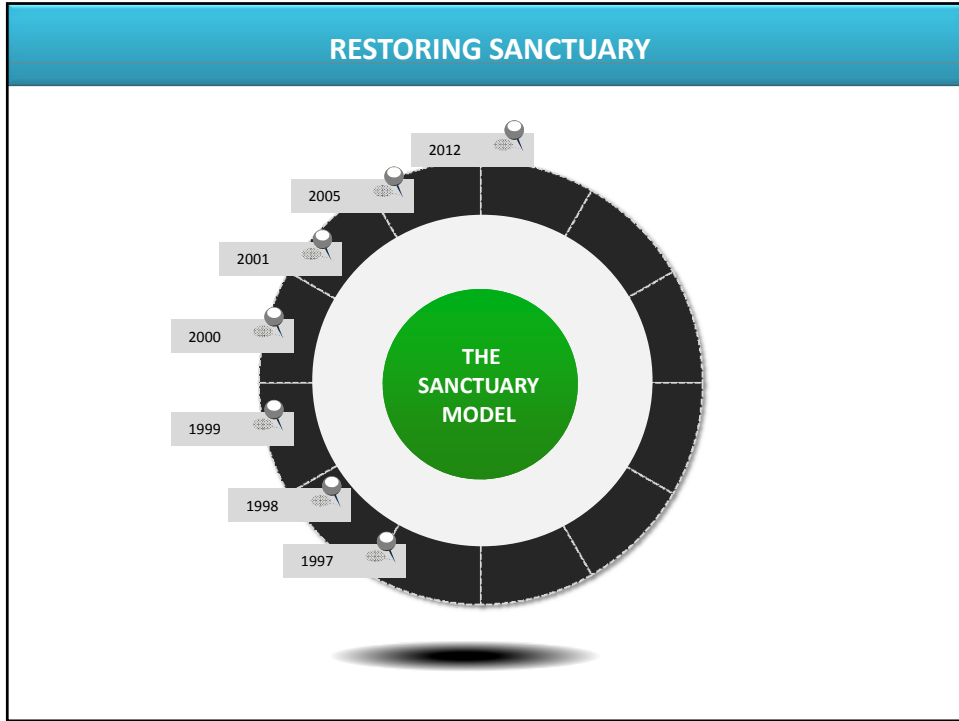 RESTORING SANCTUARY
2012
2005
2001
2000
1999
1998
1997
THE
SANCTUARY
MODEL